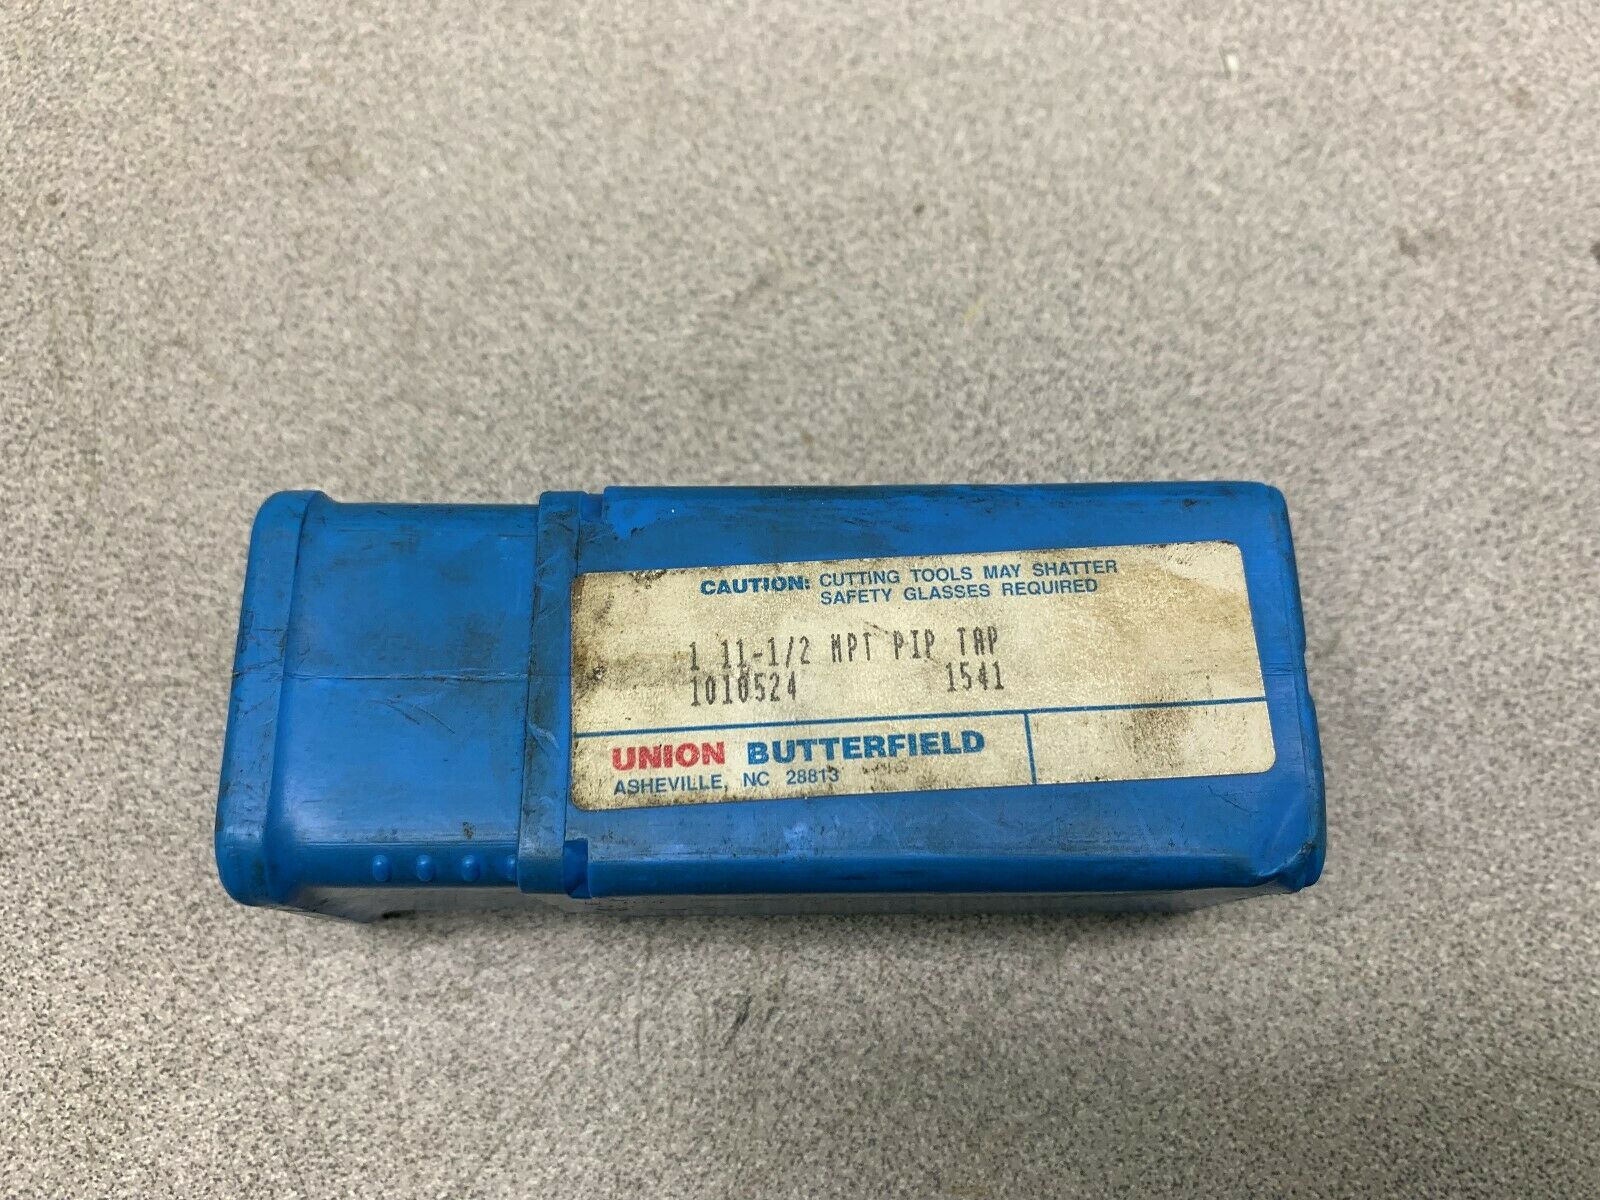 CAUTION: CUTTING TOOLS MAY SHATTER
SAFETY GLASSES REQUIRED
1 11-1/2 NPT PIP TAP
1010524 1541
UNION BUTTERFIELD
ASHEVILLE, NC 28813